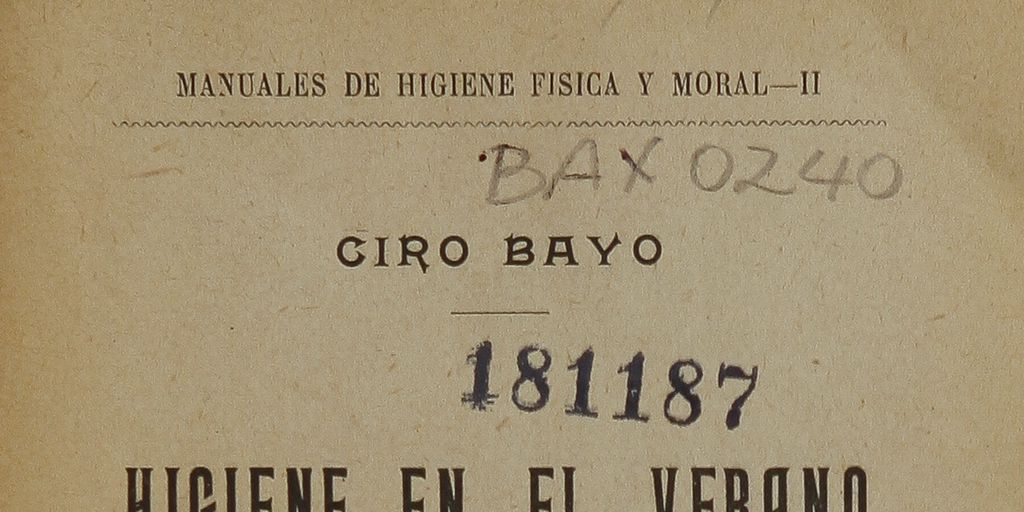 MANUALES DE HIGIENE FISICA Y MORAL—II
BAX 0240
CIRO BAYO
181187
HIGIENE EN EL VERANO